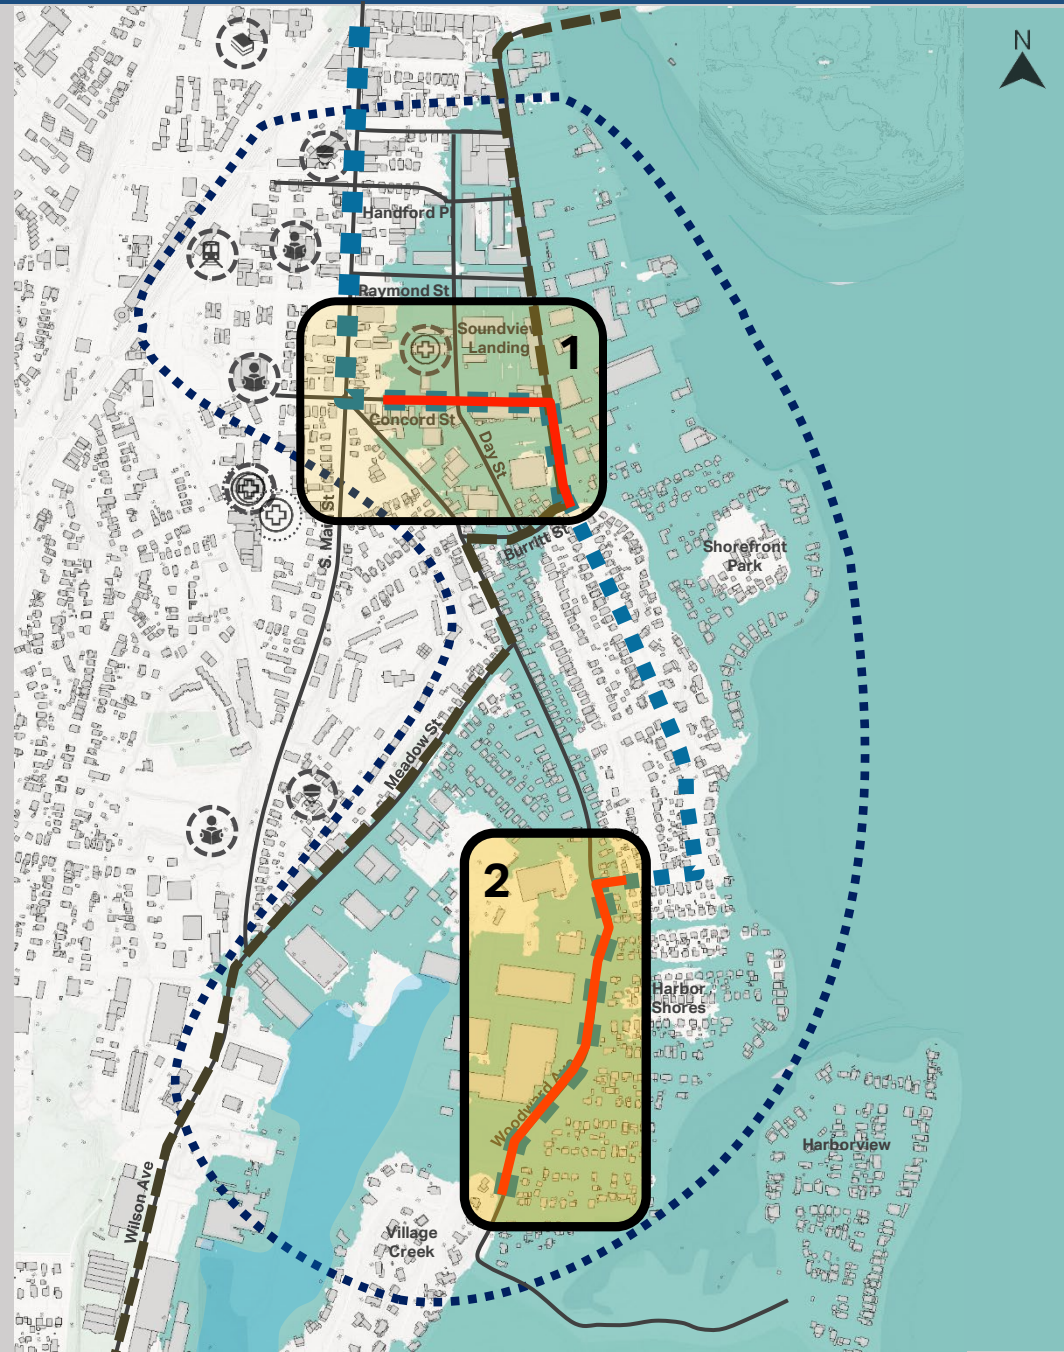 N
Handford Pl
Raymond St
Soundview
Landing
1
Concord St
Day St
S. Main St
Burritt St
Shorefront
Park
Meadow St
2
Harbor
Shores
Woodward Ave
Harborview
Wilson Ave
Village
Creek